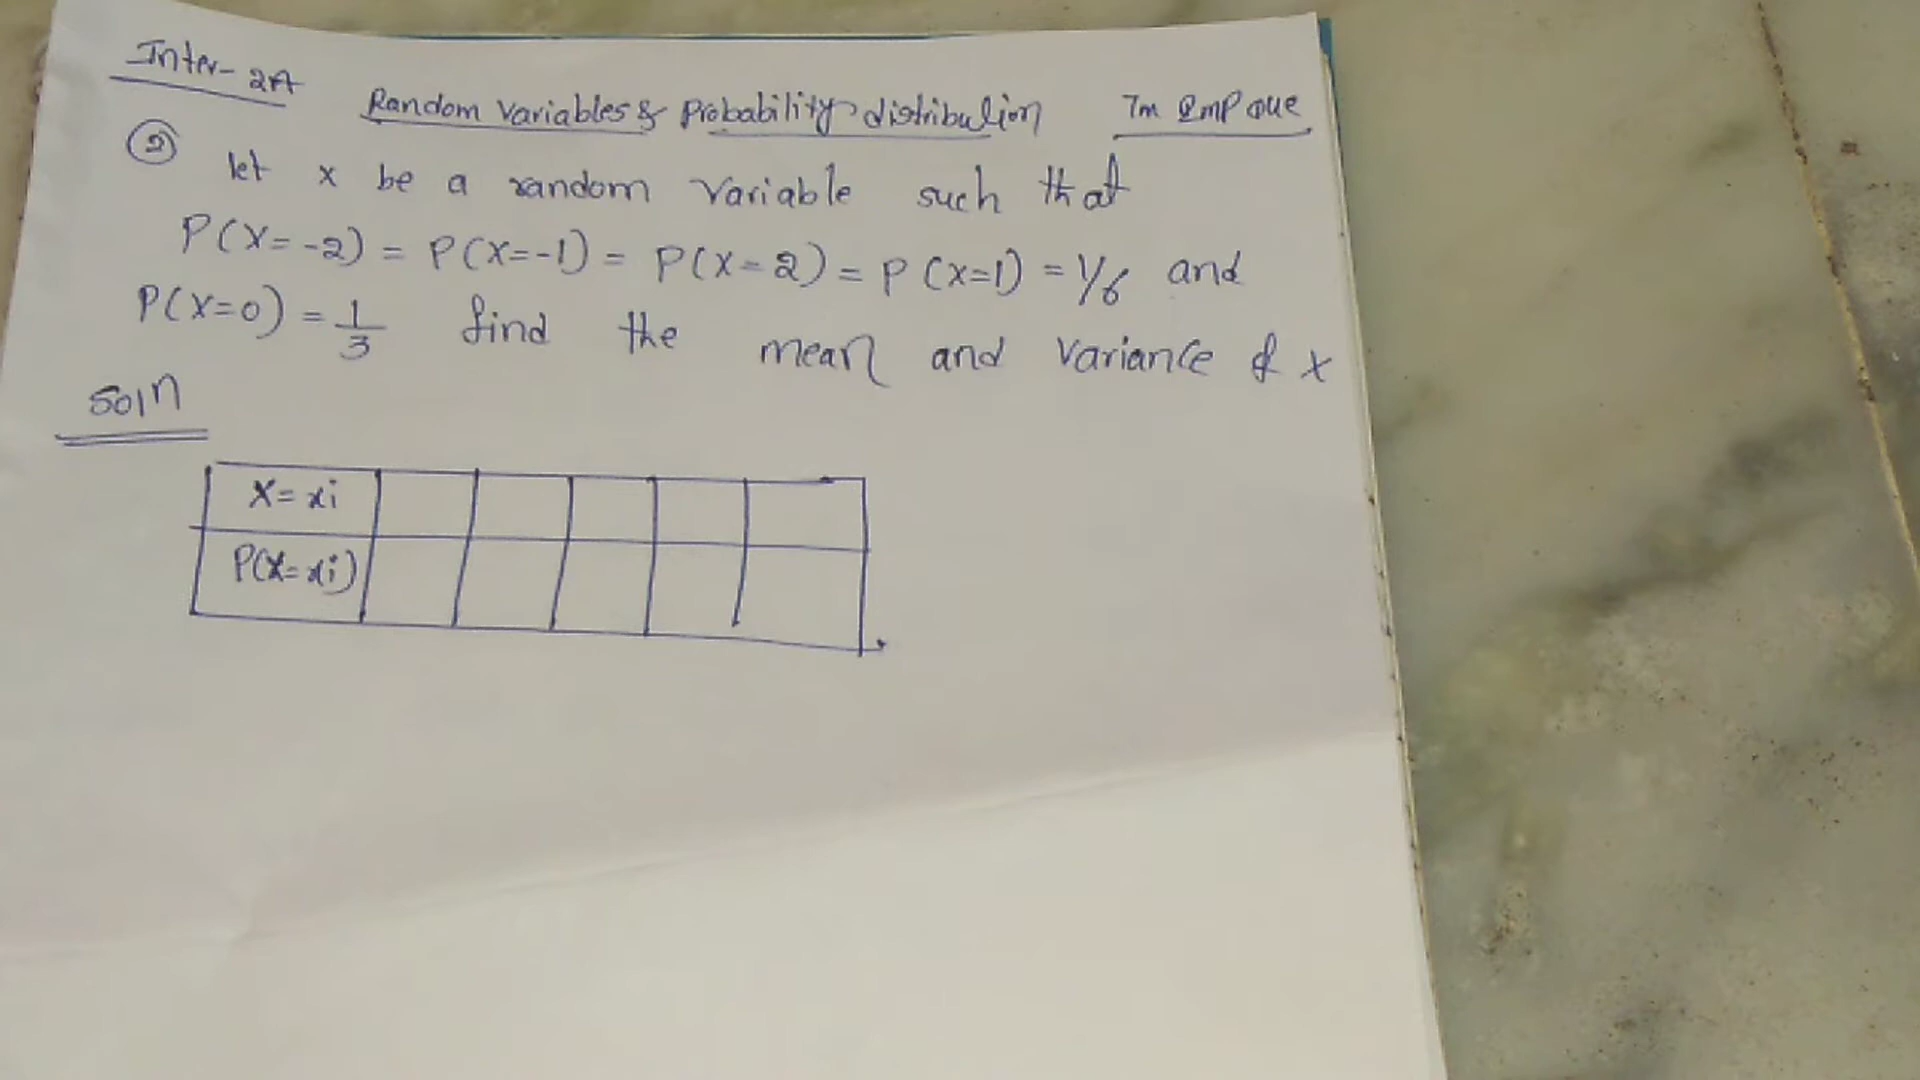 Inter-2A
Random Variables & Probability distribution 7m Imp Que
② let x be a random variable such that
P(X=-2) = P(X=-1) = P(X=2) = P(X=1) = 1/6 and
P(X=0) = 1/3 find the mean and variance of x
Soln
X=xi
P(X=xi)